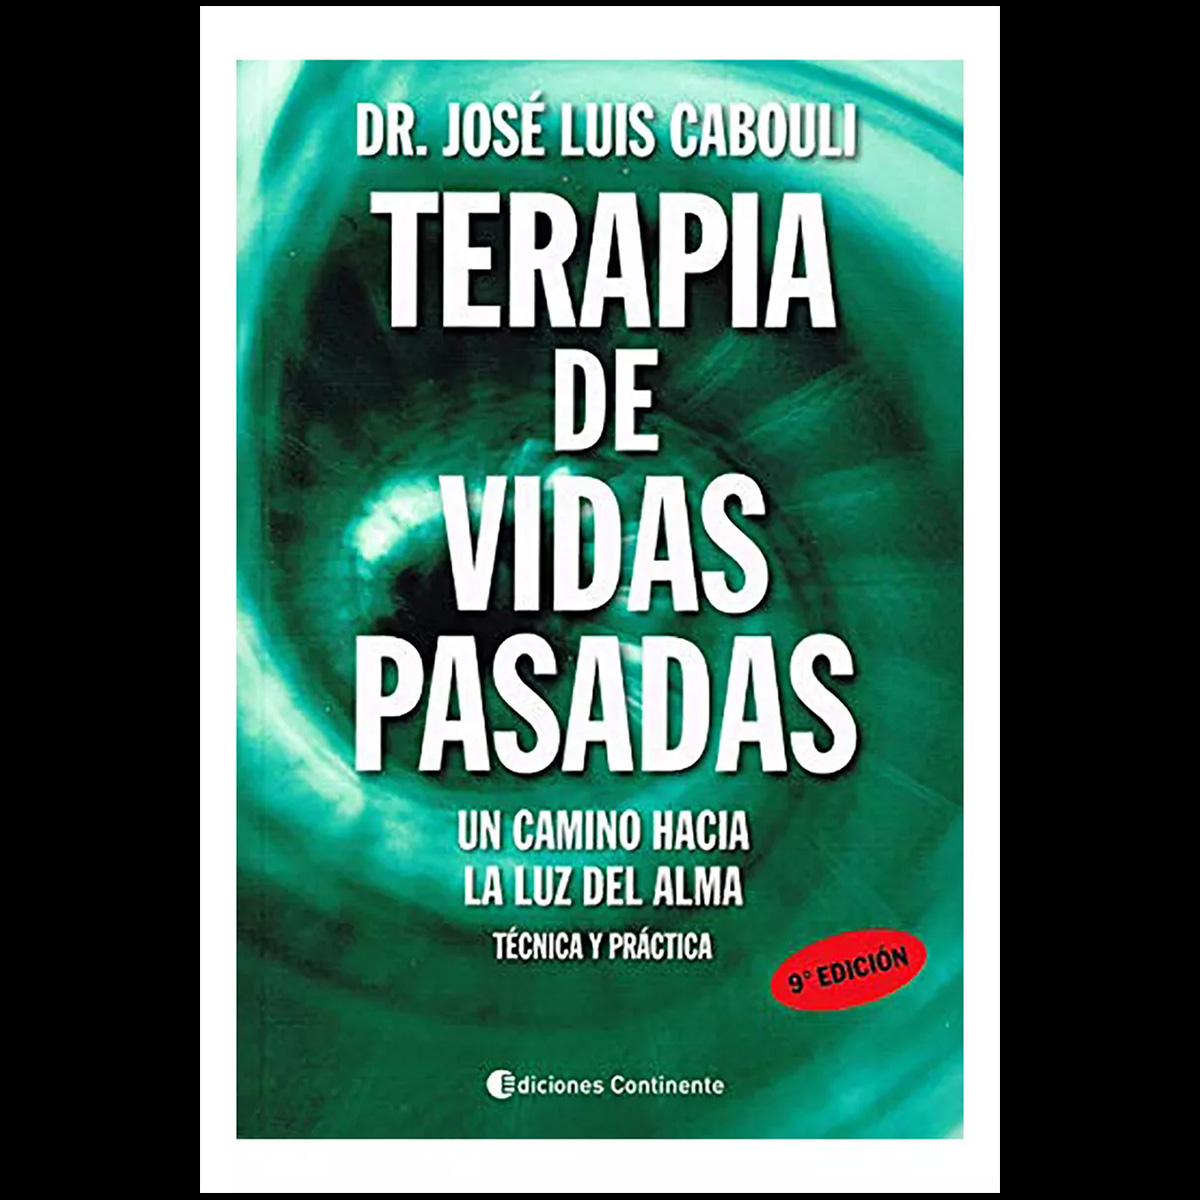 DR. JOSÉ LUIS CABOULI
TERAPIA
DE
VIDAS
PASADAS
UN CAMINO HACIA
LA LUZ DEL ALMA
TÉCNICA Y PRÁCTICA
9° EDICIÓN
Ediciones Continente